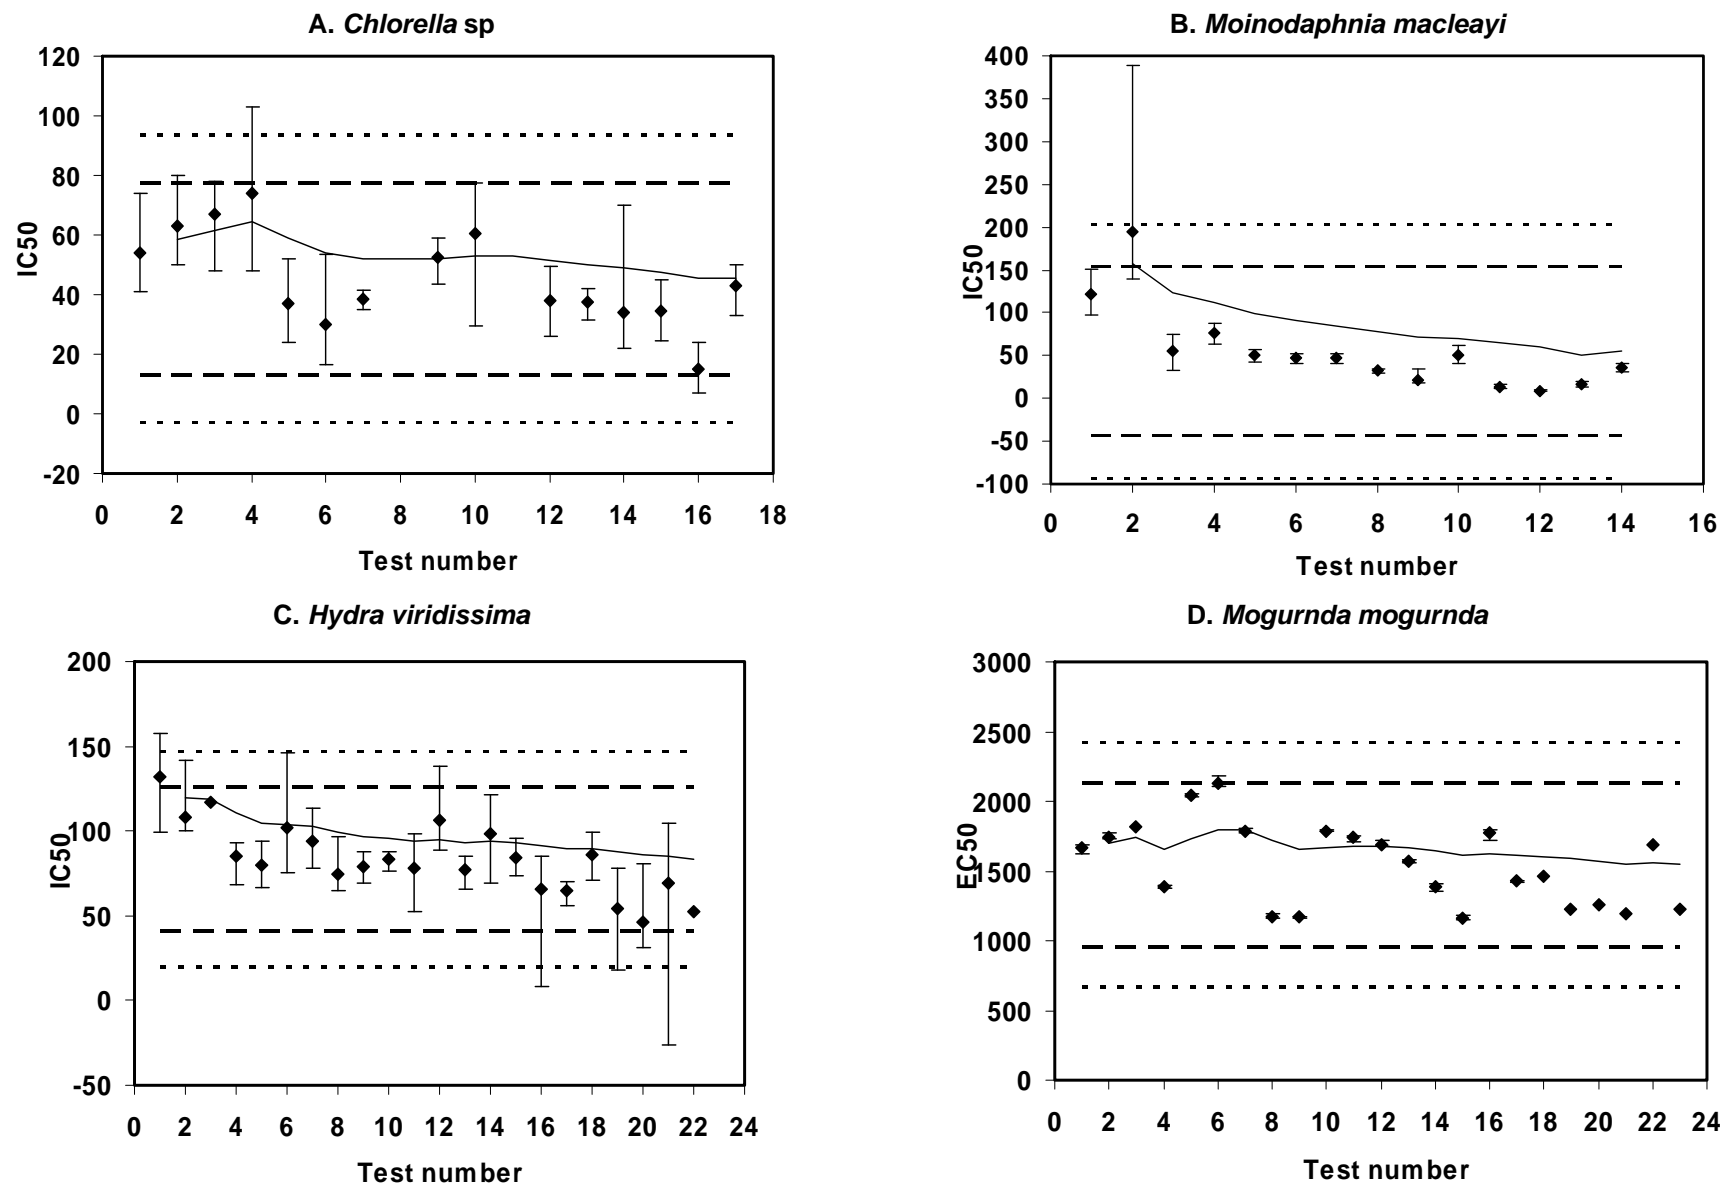 A. Chlorella sp
120
100
80
60
40
20
0
-20
IC50
0 2 4 6 8 10 12 14 16 18
Test number
B. Moinodaphnia macleayi
400
350
300
250
200
150
100
50
0
-50
-100
IC50
0 2 4 6 8 10 12 14 16
Test number
C. Hydra viridissima
200
150
100
50
0
-50
IC50
0 2 4 6 8 10 12 14 16 18 20 22 24
Test number
D. Mogurnda mogurnda
3000
2500
2000
1500
1000
500
0
EC50
0 2 4 6 8 10 12 14 16 18 20 22 24
Test number